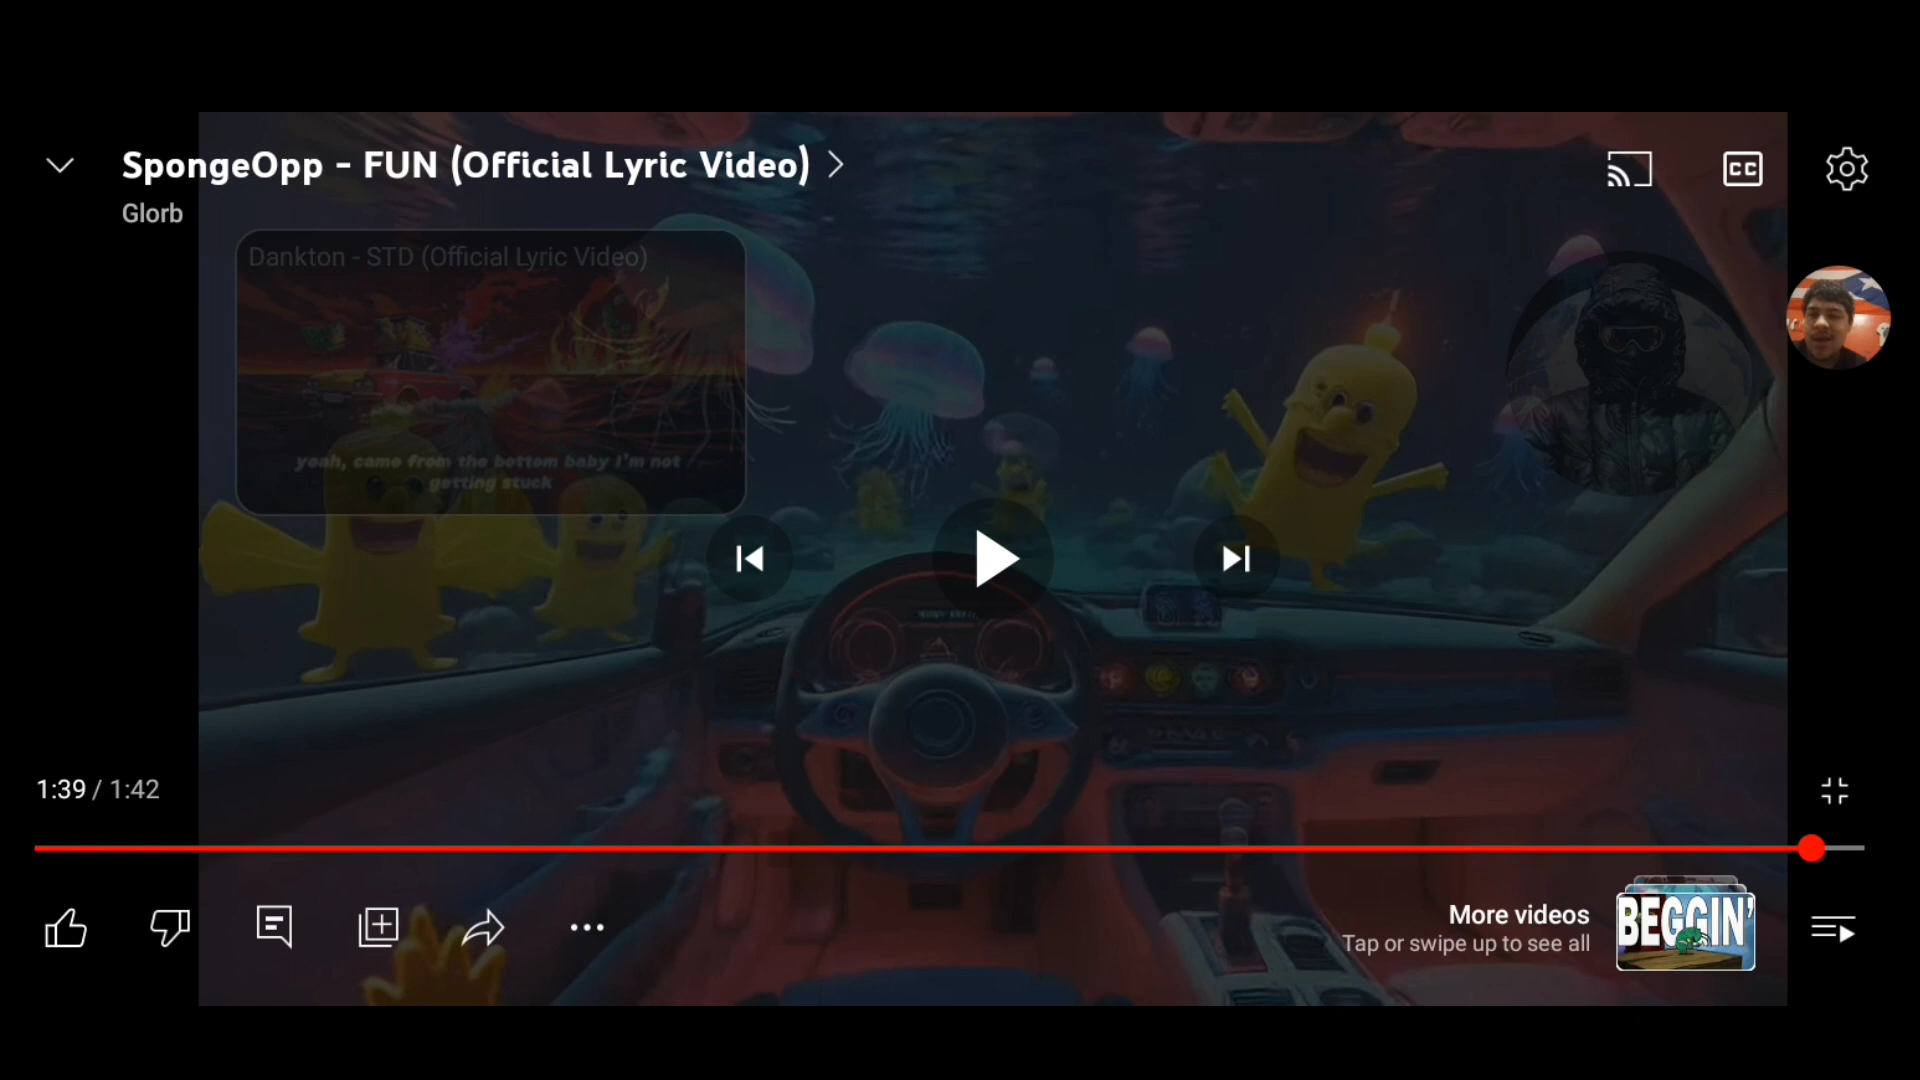 SpongeOpp - FUN (Official Lyric Video)
Glorb
CC
Dankton - STD (Official Lyric Video)
yeah, came from the bottom baby I'm not
getting stuck
1:39 / 1:42
More videos
Tap or swipe up to see all
BEGGIN'